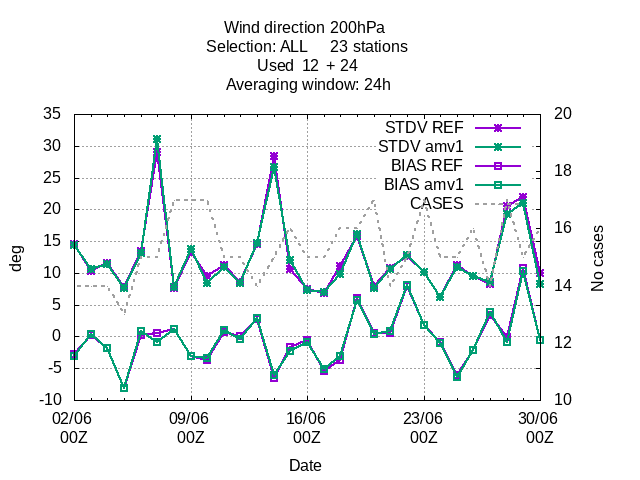 Wind direction 200hPa
Selection: ALL 23 stations
Used 12 + 24
Averaging window: 24h
35
30
25
20
15
10
5
0
-5
-10
deg
20
18
16
14
12
10
No cases
STDV REF
STDV amv1
BIAS REF
BIAS amv1
CASES
02/06 09/06 16/06 23/06 30/06
00Z 00Z 00Z 00Z 00Z
Date